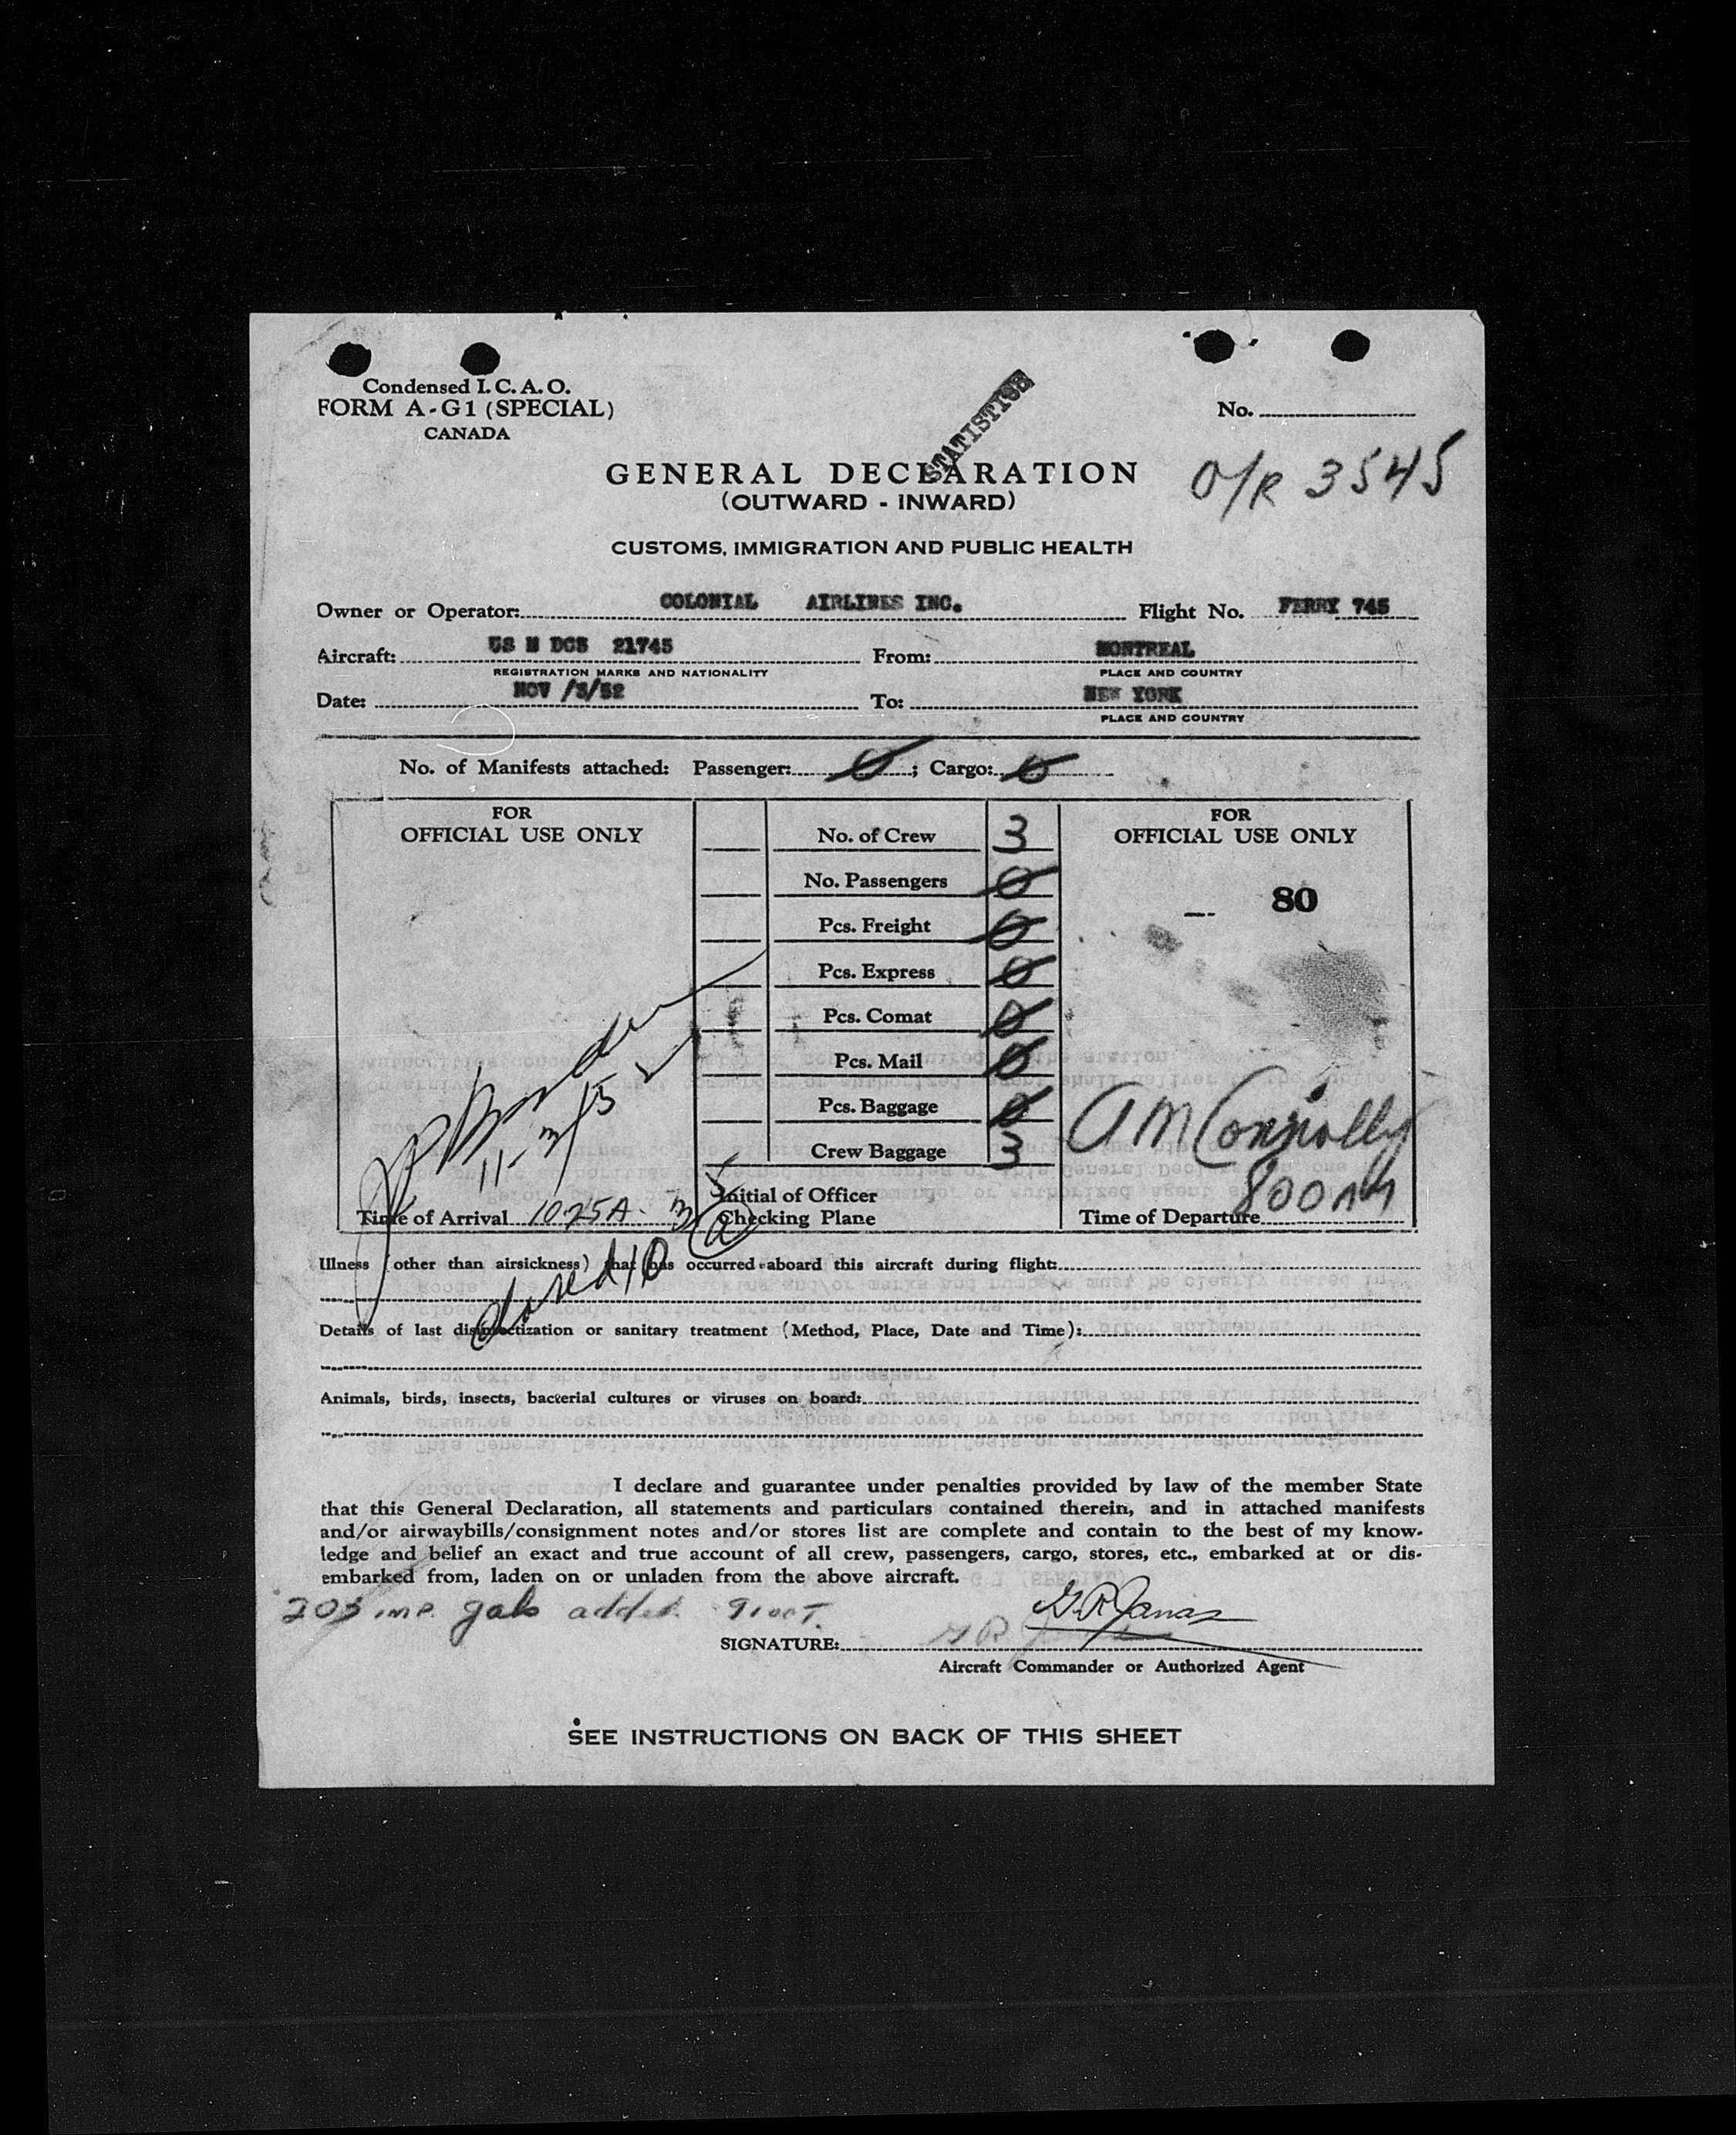 Condensed I. C. A. O.
FORM A-G1 (SPECIAL)
CANADA
No.
STATISTICS
O/R 3545
GENERAL DECLARATION
(OUTWARD - INWARD)
CUSTOMS, IMMIGRATION AND PUBLIC HEALTH
Owner or Operator: COLONIAL AIRLINES INC. Flight No. FERRY 745
Aircraft: US N DC3 21745 From: MONTREAL
REGISTRATION MARKS AND NATIONALITY PLACE AND COUNTRY
Date: NOV /3/52 To: NEW YORK
PLACE AND COUNTRY
No. of Manifests attached: Passenger: 0; Cargo: 0
FOR OFFICIAL USE ONLY
No. of Crew 3
No. Passengers 0
Pcs. Freight 0
Pcs. Express 0
Pcs. Comat 0
Pcs. Mail 0
Pcs. Baggage 0
Crew Baggage 3
FOR OFFICIAL USE ONLY
80
AM Connolly
11-3/52
Time of Arrival 1025A
Initial of Officer
Checking Plane
Time of Departure 800 AM
Illness (other than airsickness) that has occurred aboard this aircraft during flight:
Details of last disinsectization or sanitary treatment (Method, Place, Date and Time):
Animals, birds, insects, bacterial cultures or viruses on board:
I declare and guarantee under penalties provided by law of the member State
that this General Declaration, all statements and particulars contained therein, and in attached manifests
and/or airwaybills/consignment notes and/or stores list are complete and contain to the best of my know-
ledge and belief an exact and true account of all crew, passengers, cargo, stores, etc., embarked at or dis-
embarked from, laden on or unladen from the above aircraft.
205 imp. gals added
SIGNATURE:
Aircraft Commander or Authorized Agent
SEE INSTRUCTIONS ON BACK OF THIS SHEET